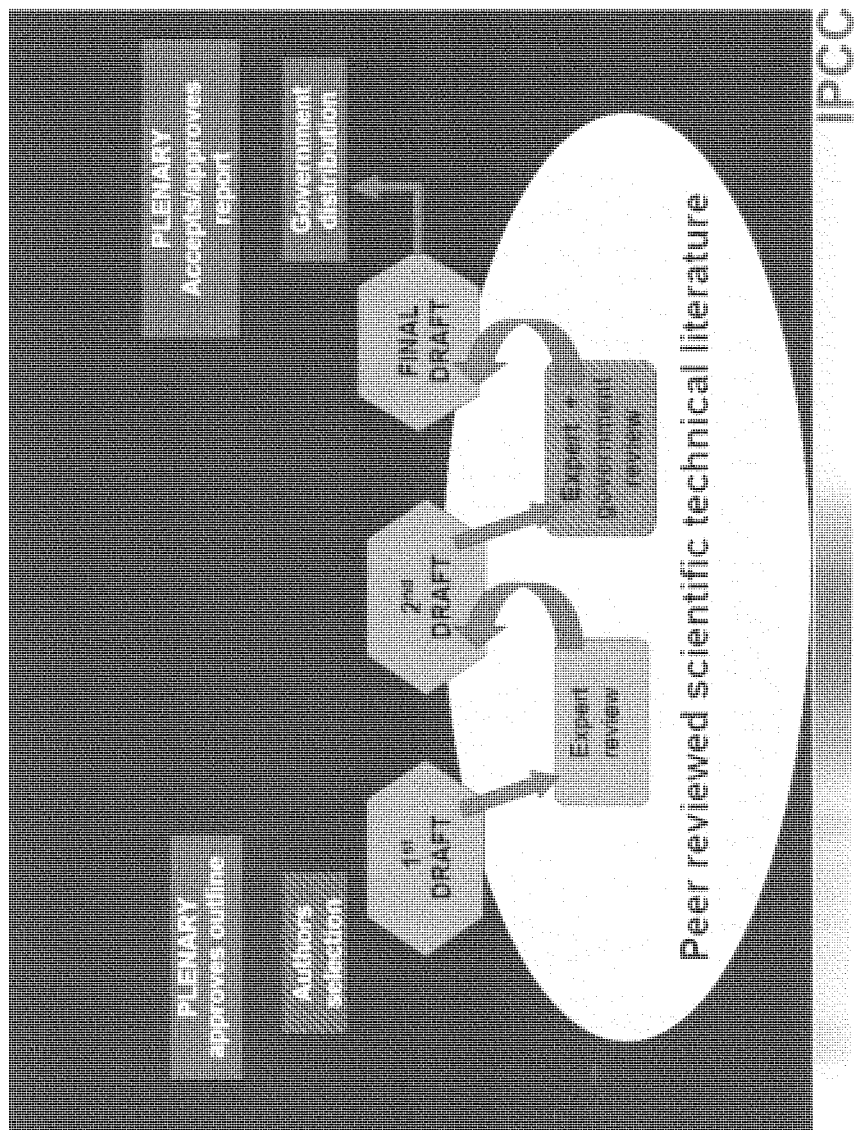 PLENARY
approves outline
PLENARY
Accepts/approves
report
Authors
selection
Government
distribution
1st
DRAFT
2nd
DRAFT
FINAL
DRAFT
Expert
review
Expert +
government
review
Peer reviewed scientific technical literature
IPCC